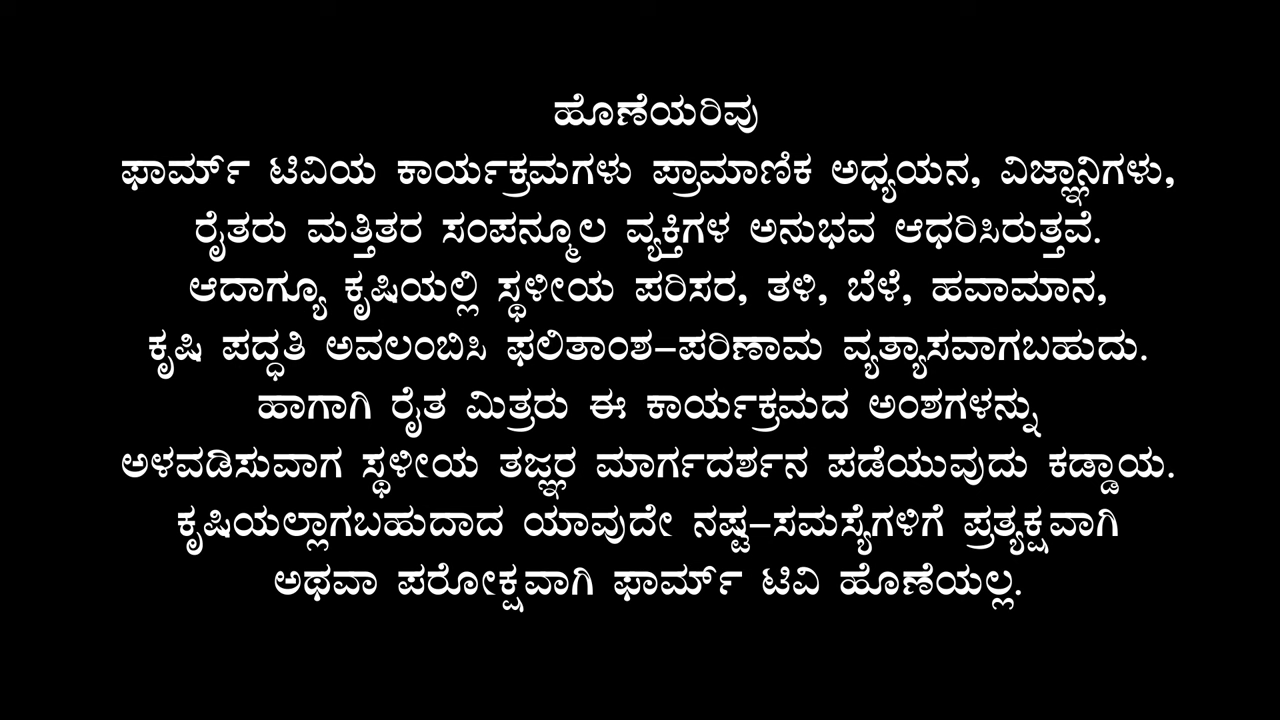 ಹೊಣೆಯರಿವು
ಫಾರ್ಮ್ ಟಿವಿಯ ಕಾರ್ಯಕ್ರಮಗಳು ಪ್ರಾಮಾಣಿಕ ಅಧ್ಯಯನ, ವಿಜ್ಞಾನಿಗಳು,
ರೈತರು ಮತ್ತಿತರ ಸಂಪನ್ಮೂಲ ವ್ಯಕ್ತಿಗಳ ಅನುಭವ ಆಧರಿಸಿರುತ್ತವೆ.
ಆದಾಗ್ಯೂ ಕೃಷಿಯಲ್ಲಿ ಸ್ಥಳೀಯ ಪರಿಸರ, ತಳಿ, ಬೆಳೆ, ಹವಾಮಾನ,
ಕೃಷಿ ಪದ್ಧತಿ ಅವಲಂಬಿಸಿ ಫಲಿತಾಂಶ–ಪರಿಣಾಮ ವ್ಯತ್ಯಾಸವಾಗಬಹುದು.
ಹಾಗಾಗಿ ರೈತ ಮಿತ್ರರು ಈ ಕಾರ್ಯಕ್ರಮದ ಅಂಶಗಳನ್ನು
ಅಳವಡಿಸುವಾಗ ಸ್ಥಳೀಯ ತಜ್ಞರ ಮಾರ್ಗದರ್ಶನ ಪಡೆಯುವುದು ಕಡ್ಡಾಯ.
ಕೃಷಿಯಲ್ಲಾಗಬಹುದಾದ ಯಾವುದೇ ನಷ್ಟ–ಸಮಸ್ಯೆಗಳಿಗೆ ಪ್ರತ್ಯಕ್ಷವಾಗಿ
ಅಥವಾ ಪರೋಕ್ಷವಾಗಿ ಫಾರ್ಮ್ ಟಿವಿ ಹೊಣೆಯಲ್ಲ.